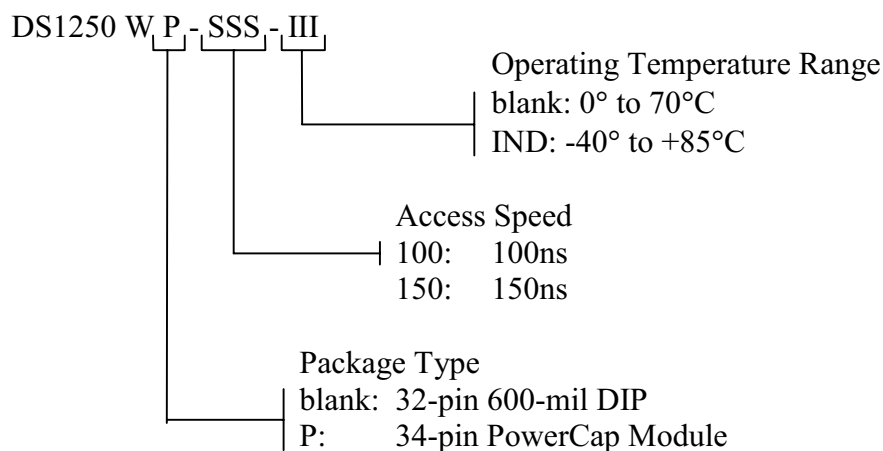 DS1250 W P - SSS - III
Operating Temperature Range
blank: 0° to 70°C
IND: -40° to +85°C
Access Speed
100: 100ns
150: 150ns
Package Type
blank: 32-pin 600-mil DIP
P: 34-pin PowerCap Module